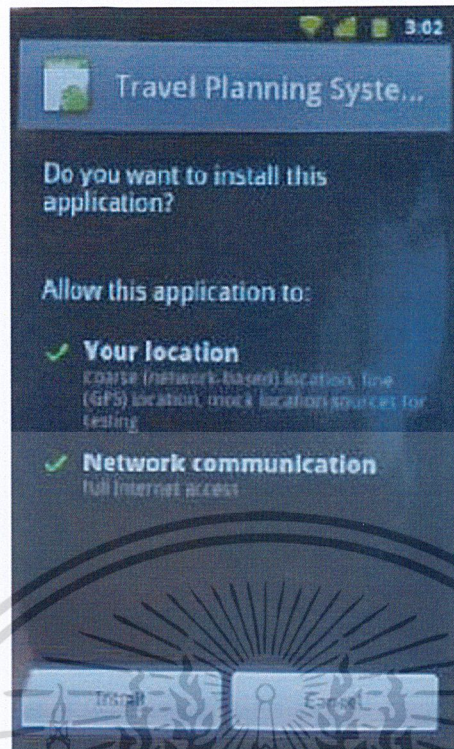 3:02
Travel Planning Syste...
Do you want to install this
application?
Allow this application to:
Your location
coarse (network-based) location, fine
(GPS) location, mock location sources for
testing
Network communication
full Internet access
Install
Cancel